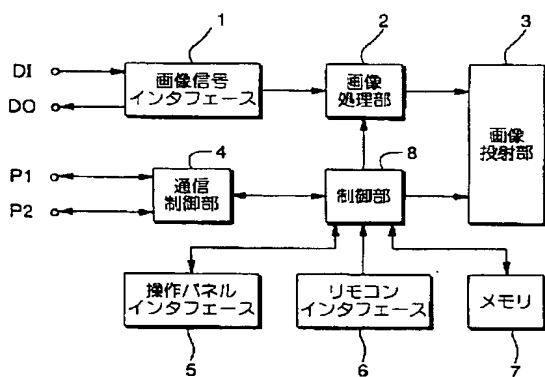 1
2
3
DI
DO
画像信号
インタフェース
画像
処理部
画像
投射部
4
8
P1
P2
通信
制御部
制御部
操作パネル
インタフェース
リモコン
インタフェース
メモリ
5
6
7